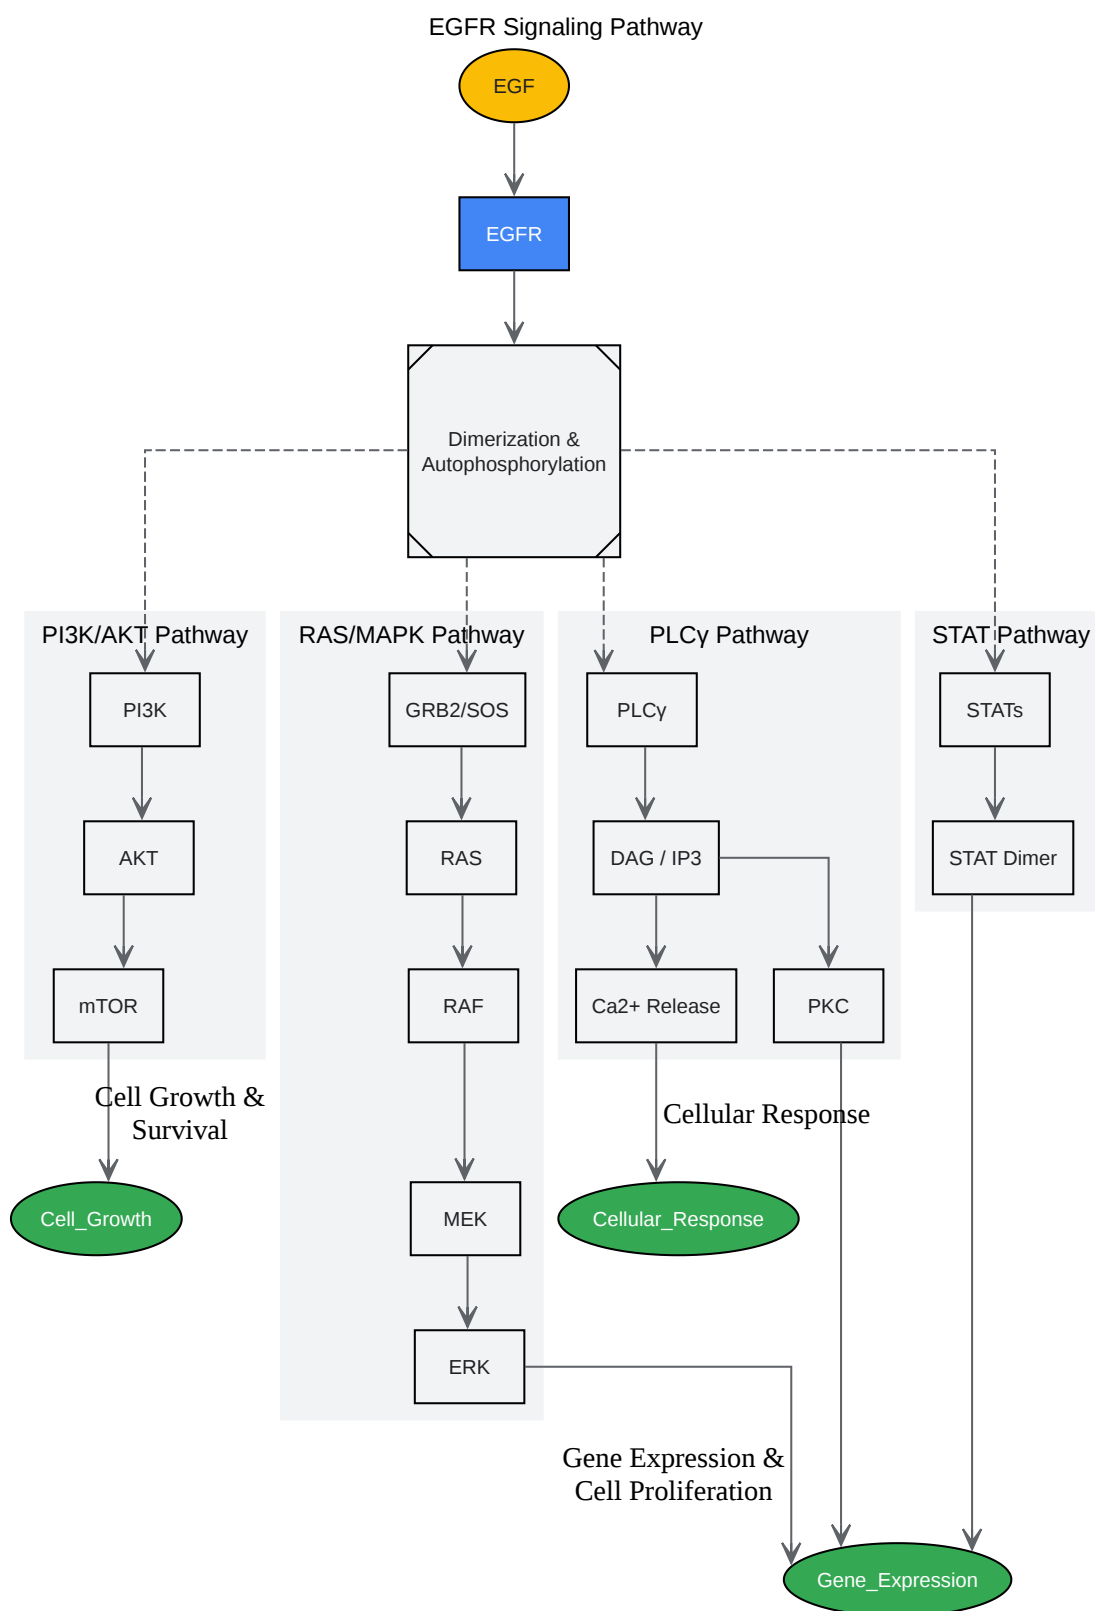 EGFR Signaling Pathway
EGF
EGFR
Dimerization &
Autophosphorylation
PI3K/AKT Pathway
RAS/MAPK Pathway
PLCγ Pathway
STAT Pathway
PI3K
GRB2/SOS
PLCγ
STATs
AKT
RAS
DAG / IP3
STAT Dimer
mTOR
RAF
Ca2+ Release
PKC
Cell Growth &
Survival
Cellular Response
Cell_Growth
MEK
Cellular_Response
ERK
Gene Expression &
Cell Proliferation
Gene_Expression